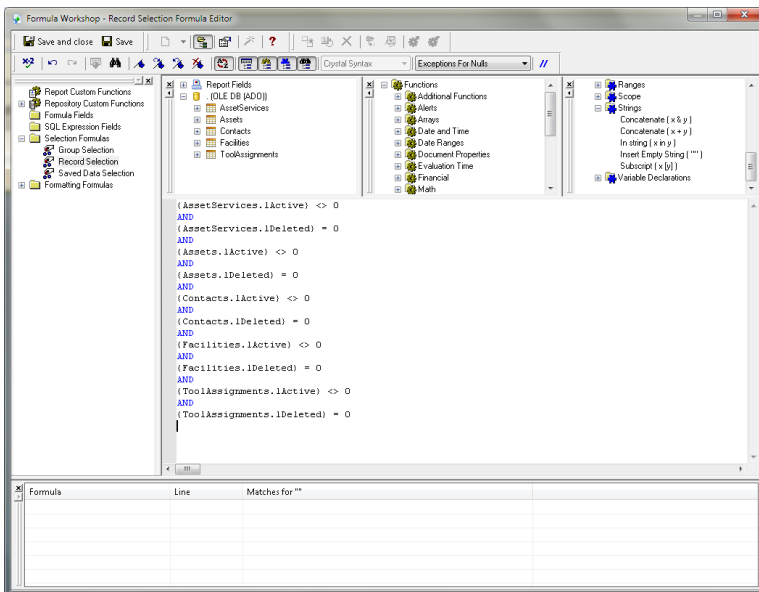 Formula Workshop - Record Selection Formula Editor
Save and close Save
Crystal Syntax Exceptions For Nulls
Report Custom Functions
Repository Custom Functions
Formula Fields
SQL Expression Fields
Selection Formulas
Group Selection
Record Selection
Saved Data Selection
Formatting Formulas
Report Fields
(OLE DB (ADO))
AssetServices
Assets
Contacts
Facilities
ToolAssignments
Functions
Additional Functions
Alerts
Arrays
Date and Time
Date Ranges
Document Properties
Evaluation Time
Financial
Math
Ranges
Scope
Strings
Concatenate ( x & y )
Concatenate ( x + y )
In string ( x in y )
Insert Empty String ( "" )
Subscript ( x [y] )
Variable Declarations
{AssetServices.lActive} <> 0
AND
{AssetServices.lDeleted} = 0
AND
{Assets.lActive} <> 0
AND
{Assets.lDeleted} = 0
AND
{Contacts.lActive} <> 0
AND
{Contacts.lDeleted} = 0
AND
{Facilities.lActive} <> 0
AND
{Facilities.lDeleted} = 0
AND
{ToolAssignments.lActive} <> 0
AND
{ToolAssignments.lDeleted} = 0
Formula Line Matches for ""